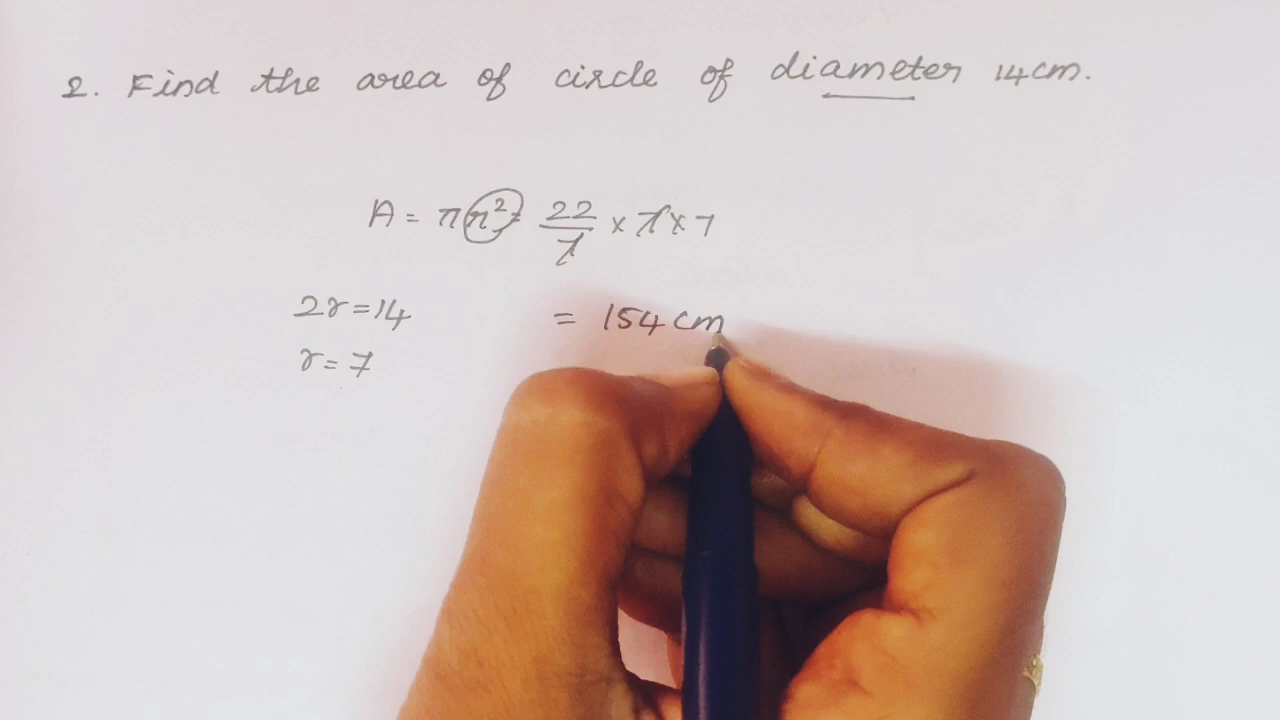 2. Find the area of circle of diameter 14cm.
A = πr² = 22/7 × 7 × 7
2r = 14
= 154 cm
r = 7